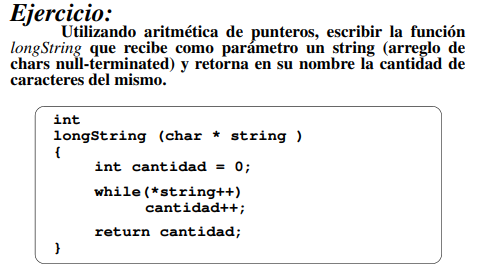 Ejercicio:
Utilizando aritmética de punteros, escribir la función
longString que recibe como parámetro un string (arreglo de
chars null-terminated) y retorna en su nombre la cantidad de
caracteres del mismo.
int
longString (char * string )
{
int cantidad = 0;
while(*string++)
cantidad++;
return cantidad;
}